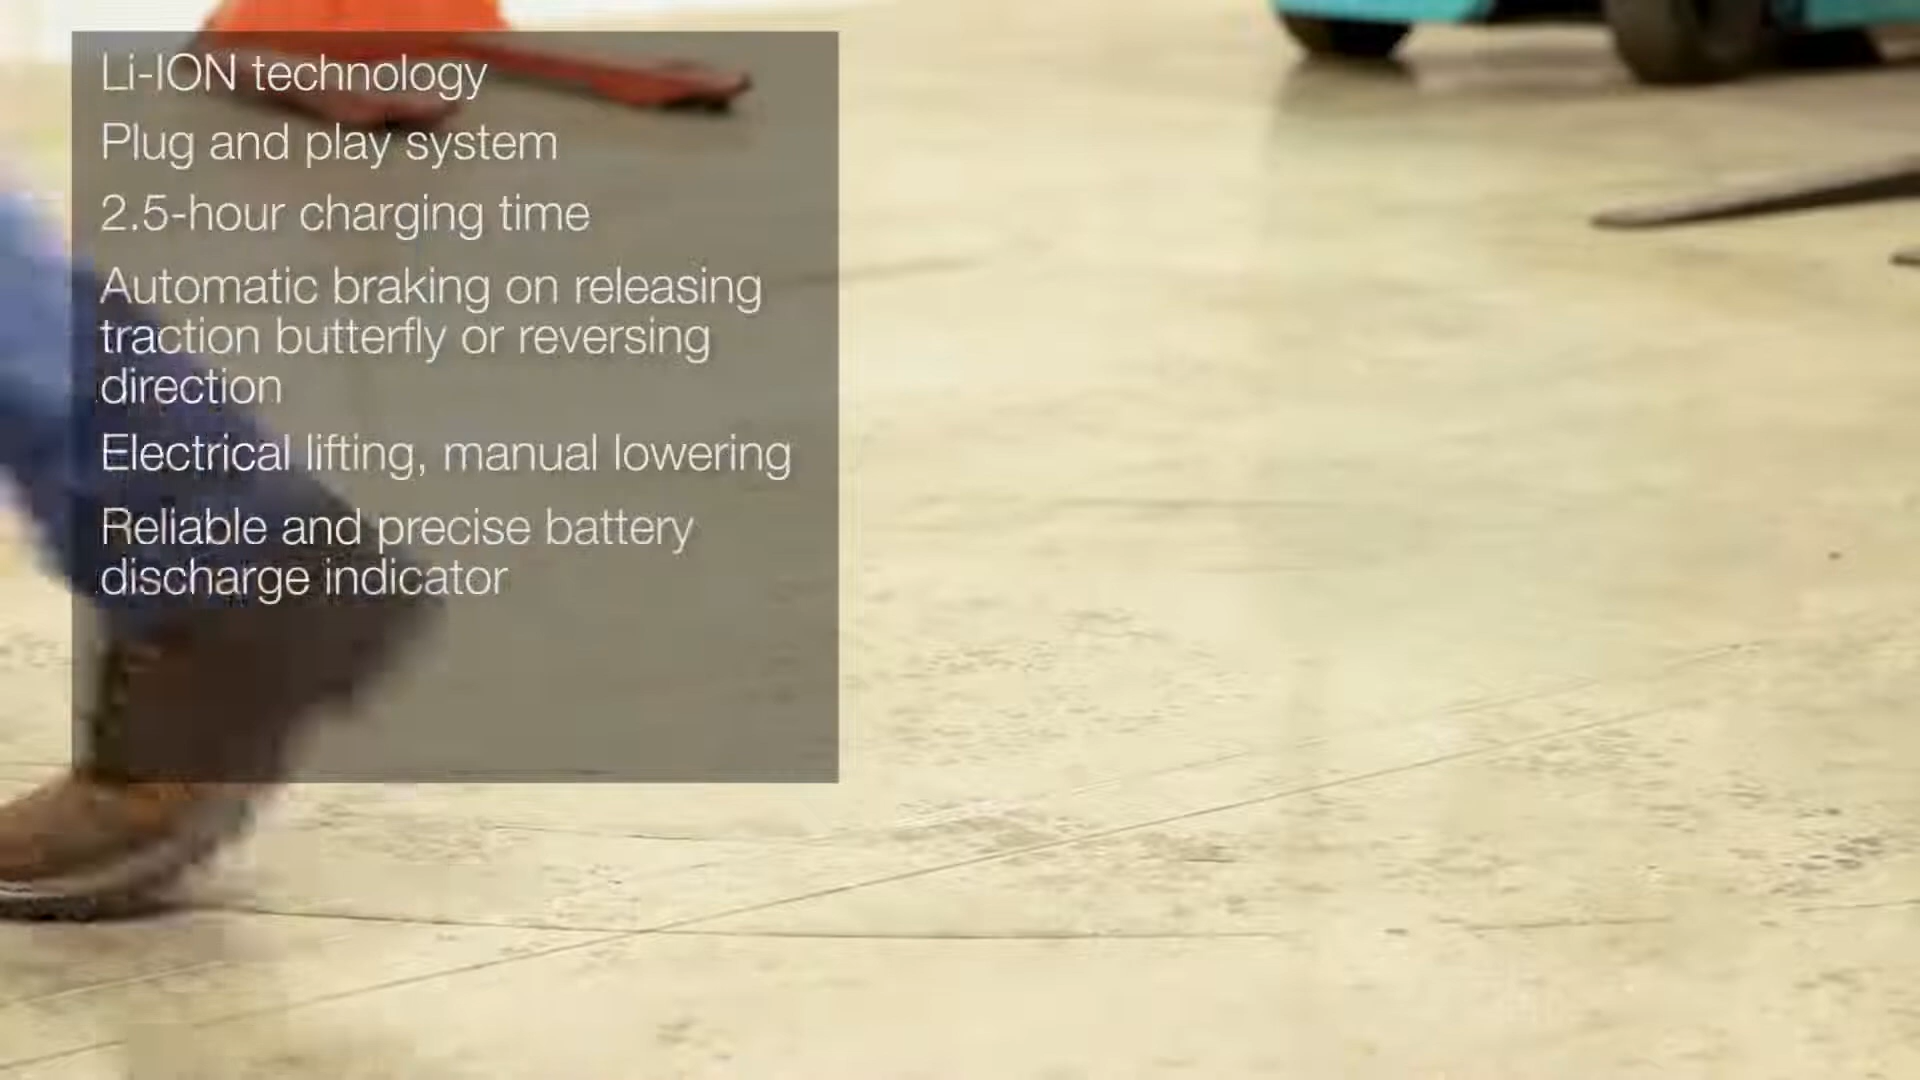 Li-ION technology
Plug and play system
2.5-hour charging time
Automatic braking on releasing
traction butterfly or reversing
direction
Electrical lifting, manual lowering
Reliable and precise battery
discharge indicator